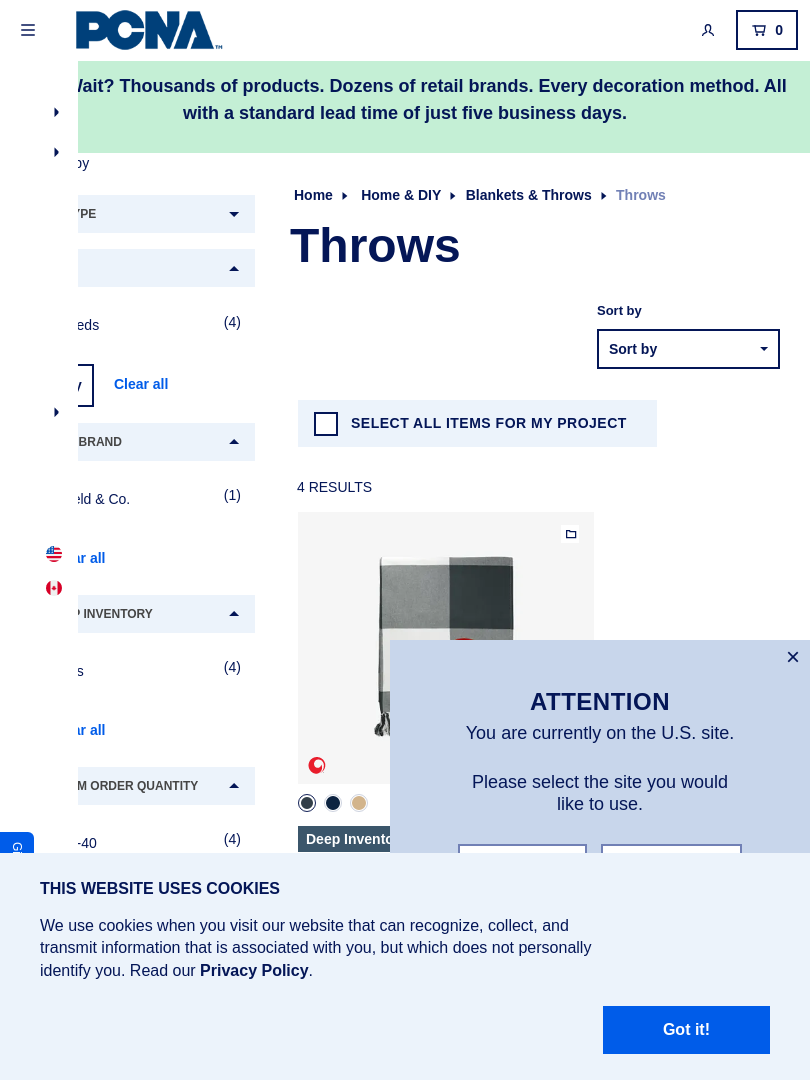 PCNA™
0
Wait? Thousands of products. Dozens of retail brands. Every decoration method. All
with a standard lead time of just five business days.
by
Home Home & DIY Blankets & Throws Throws
YPE
Throws
(4)
eds
Sort by
Sort by
Clear all
SELECT ALL ITEMS FOR MY PROJECT
BRAND
4 RESULTS
eld & Co. (1)
ar all
P INVENTORY
s (4)
ar all
M ORDER QUANTITY
-40 (4)
Deep Invento
×
ATTENTION
You are currently on the U.S. site.
Please select the site you would
like to use.
THIS WEBSITE USES COOKIES
We use cookies when you visit our website that can recognize, collect, and
transmit information that is associated with you, but which does not personally
identify you. Read our Privacy Policy.
Got it!